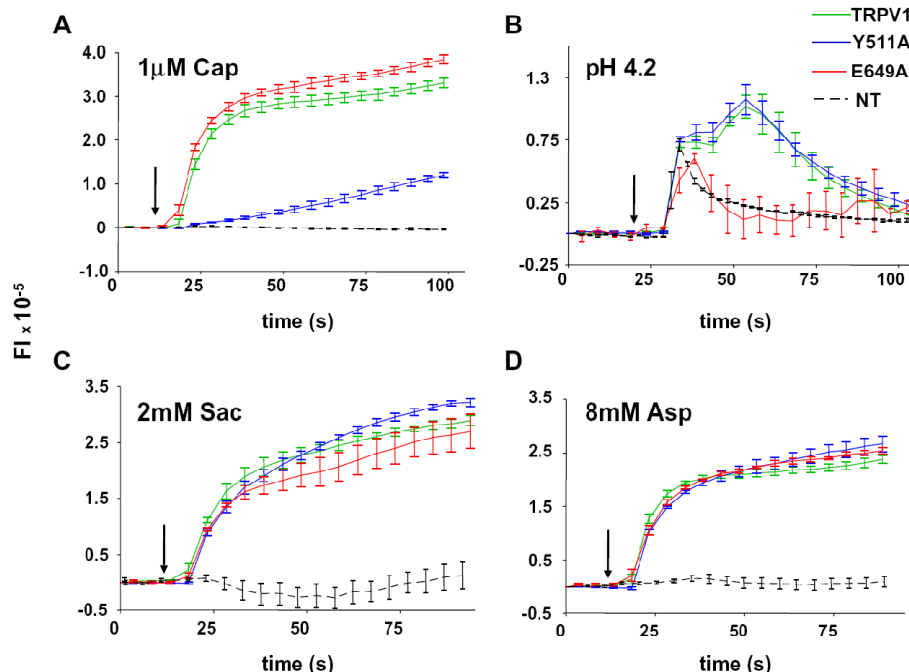 TRPV1
Y511A
E649A
NT
A
1µM Cap
4.0
3.0
2.0
1.0
0
-1.0
0 25 50 75 100
time (s)
B
pH 4.2
1.3
0.75
0.25
-0.25
0 25 50 75 100
time (s)
FI x 10-5
C
2mM Sac
3.5
2.5
1.5
0.5
-0.5
0 25 50 75
time (s)
D
8mM Asp
3.5
2.5
1.5
0.5
-0.5
0 25 50 75
time (s)